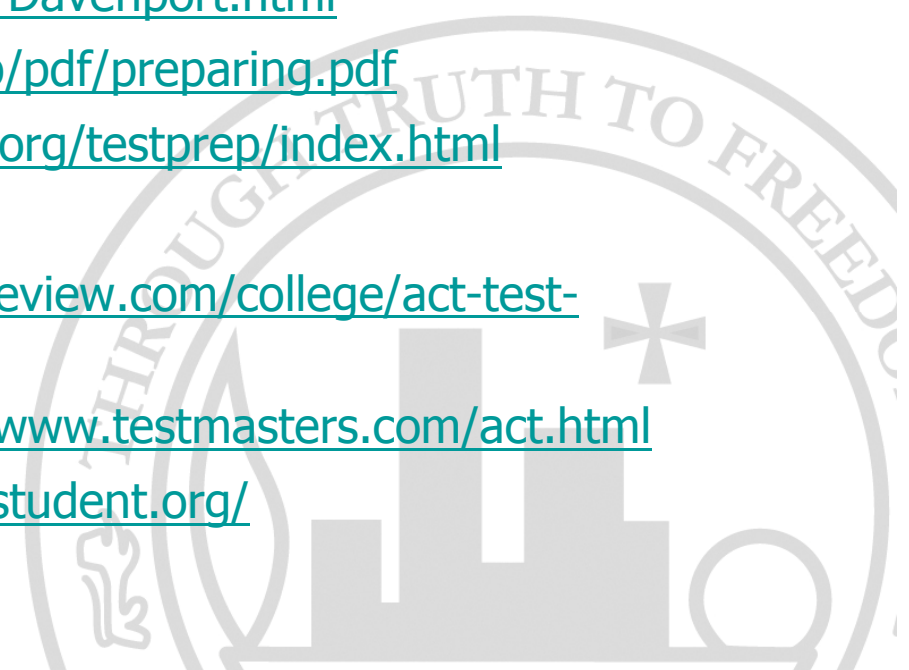 Davenport.html
/pdf/preparing.pdf
org/testprep/index.html
eview.com/college/act-test-
www.testmasters.com/act.html
student.org/
THROUGH TRUTH TO